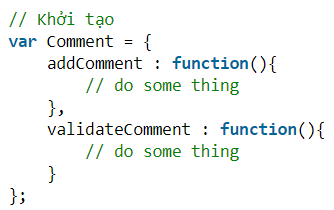 // Khởi tạo
var Comment = {
    addComment : function(){
        // do some thing
    },
    validateComment : function(){
        // do some thing
    }
};